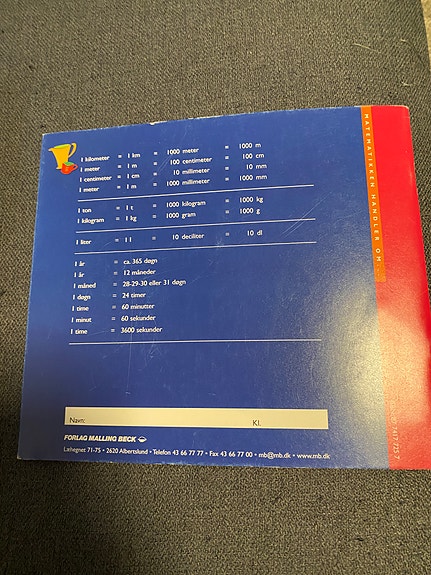 1 kilometer = 1 km = 1000 meter = 1000 m
1 meter = 1 m = 100 centimeter = 100 cm
1 centimeter = 1 cm = 10 millimeter = 10 mm
1 meter = 1 m = 1000 millimeter = 1000 mm
1 ton = 1 t = 1000 kilogram = 1000 kg
1 kilogram = 1 kg = 1000 gram = 1000 g
1 liter = 1 l = 10 deciliter = 10 dl
1 år = ca. 365 døgn
1 år = 12 måneder
1 måned = 28-29-30 eller 31 døgn
1 døgn = 24 timer
1 time = 60 minutter
1 minut = 60 sekunder
1 time = 3600 sekunder
Navn: Kl.
FORLAG MALLING BECK
Læhegnet 71-75 • 2620 Albertslund • Telefon 43 66 77 77 • Fax 43 66 77 00 • mb@mb.dk • www.mb.dk
MATEMATIKKEN HANDLER OM...